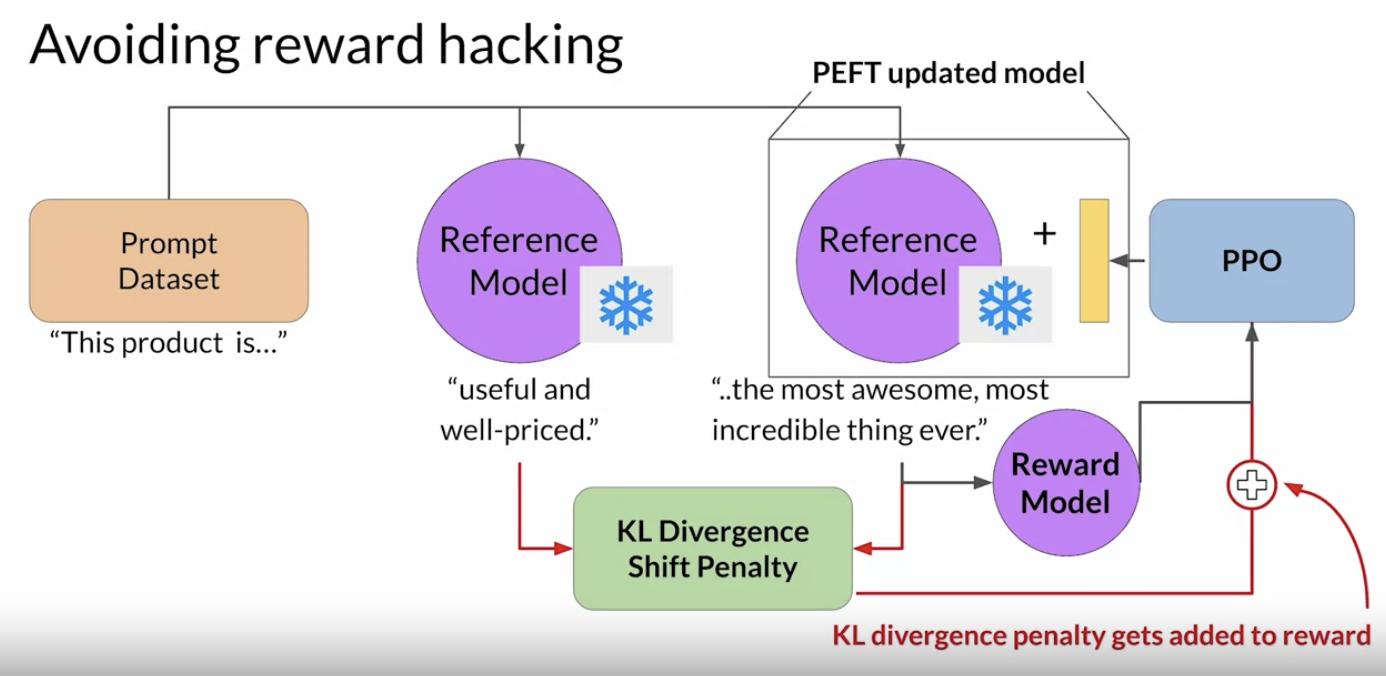 Avoiding reward hacking
PEFT updated model
Prompt
Dataset
“This product is...”
Reference
Model
“useful and
well-priced.”
Reference
Model
+
“..the most awesome, most
incredible thing ever.”
PPO
Reward
Model
KL Divergence
Shift Penalty
KL divergence penalty gets added to reward